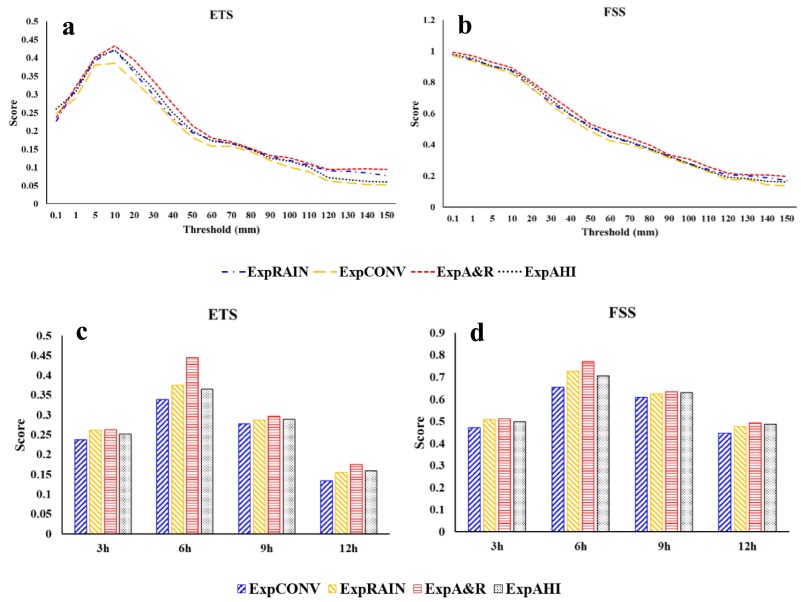 ETS
a
0.5
0.45
0.4
0.35
0.3
0.25
0.2
0.15
0.1
0.05
0
Score
0.1 1 5 10 20 30 40 50 60 70 80 90 100 110 120 130 140 150
Threshold (mm)
FSS
b
1.2
1
0.8
0.6
0.4
0.2
0
Score
0.1 1 5 10 20 30 40 50 60 70 80 90 100 110 120 130 140 150
Threshold (mm)
ExpRAIN ExpCONV ExpA&R ExpAHI
ETS
c
0.5
0.45
0.4
0.35
0.3
0.25
0.2
0.15
0.1
0.05
0
Score
3h 6h 9h 12h
FSS
d
0.9
0.8
0.7
0.6
0.5
0.4
0.3
0.2
0.1
0
Score
3h 6h 9h 12h
ExpCONV ExpRAIN ExpA&R ExpAHI